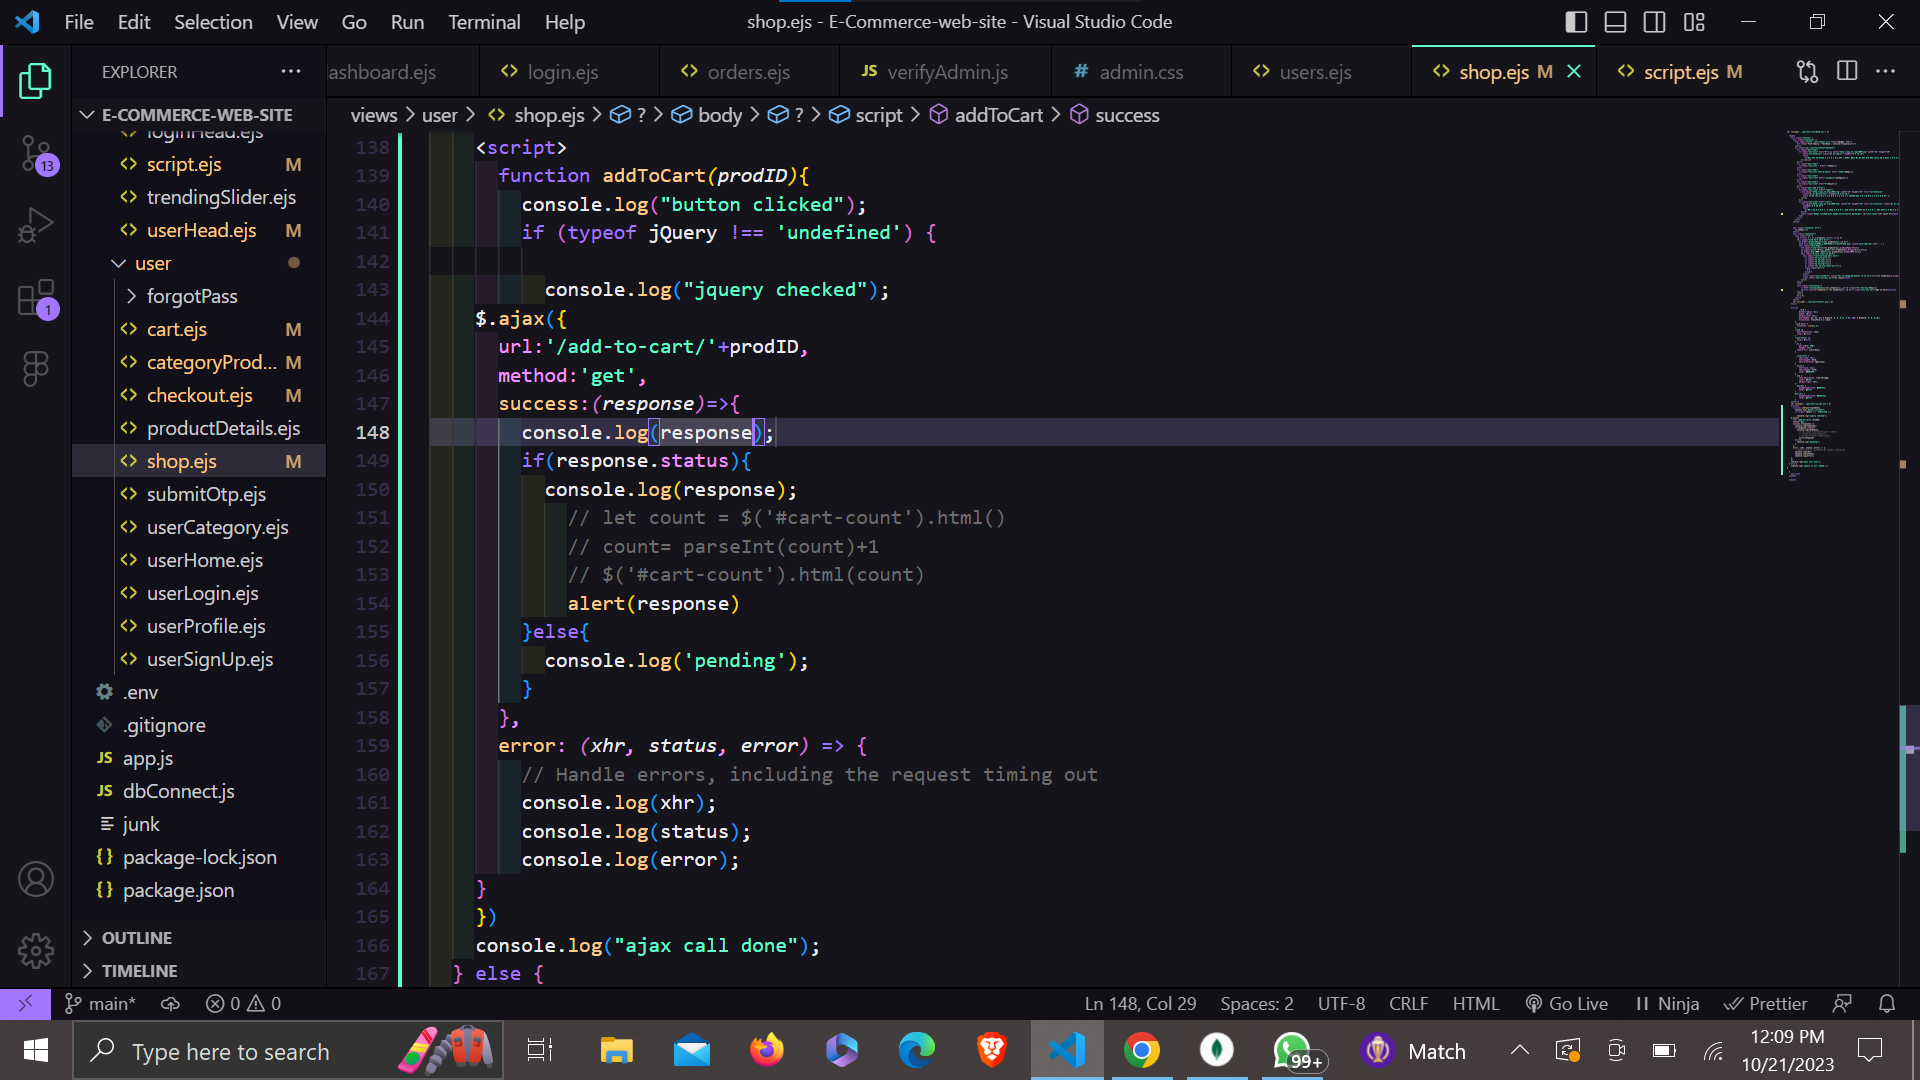 File Edit Selection View Go Run Terminal Help
shop.ejs - E-Commerce-web-site - Visual Studio Code
EXPLORER
E-COMMERCE-WEB-SITE
loginHead.ejs
script.ejs M
trendingSlider.ejs
userHead.ejs M
user
forgotPass
cart.ejs M
categoryProd... M
checkout.ejs M
productDetails.ejs
shop.ejs M
submitOtp.ejs
userCategory.ejs
userHome.ejs
userLogin.ejs
userProfile.ejs
userSignUp.ejs
.env
.gitignore
JS app.js
JS dbConnect.js
junk
{} package-lock.json
{} package.json
OUTLINE
TIMELINE
13
1
ashboard.ejs
login.ejs
orders.ejs
JS verifyAdmin.js
# admin.css
users.ejs
shop.ejs M
script.ejs M
views > user > shop.ejs > ? > body > ? > script > addToCart > success
138 <script>
139 function addToCart(prodID){
140 console.log("button clicked");
141 if (typeof jQuery !== 'undefined') {
142
143 console.log("jquery checked");
144 $.ajax({
145 url:'/add-to-cart/'+prodID,
146 method:'get',
147 success:(response)=>{
148 console.log(response);
149 if(response.status){
150 console.log(response);
151 // let count = $('#cart-count').html()
152 // count= parseInt(count)+1
153 // $('#cart-count').html(count)
154 alert(response)
155 }else{
156 console.log('pending');
157 }
158 },
159 error: (xhr, status, error) => {
160 // Handle errors, including the request timing out
161 console.log(xhr);
162 console.log(status);
163 console.log(error);
164 }
165 })
166 console.log("ajax call done");
167 } else {
main* 0 0
Ln 148, Col 29 Spaces: 2 UTF-8 CRLF HTML Go Live Ninja Prettier
Type here to search
99+
Match
12:09 PM
10/21/2023